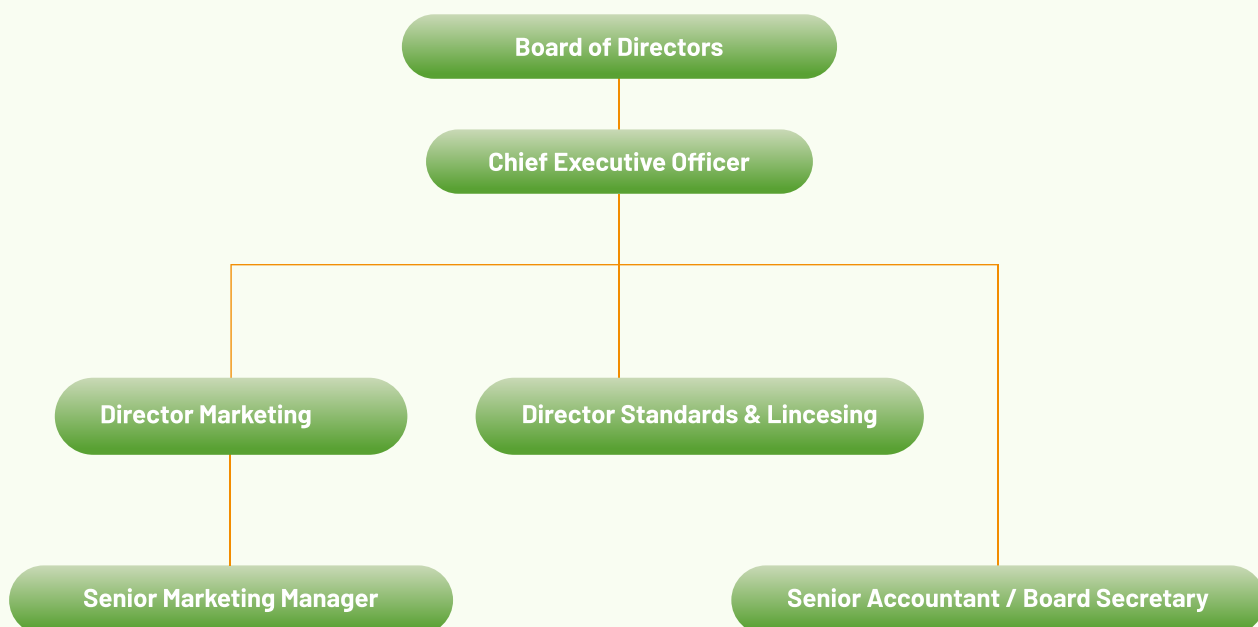 Board of Directors
Chief Executive Officer
Director Marketing
Director Standards & Lincesing
Senior Marketing Manager
Senior Accountant / Board Secretary